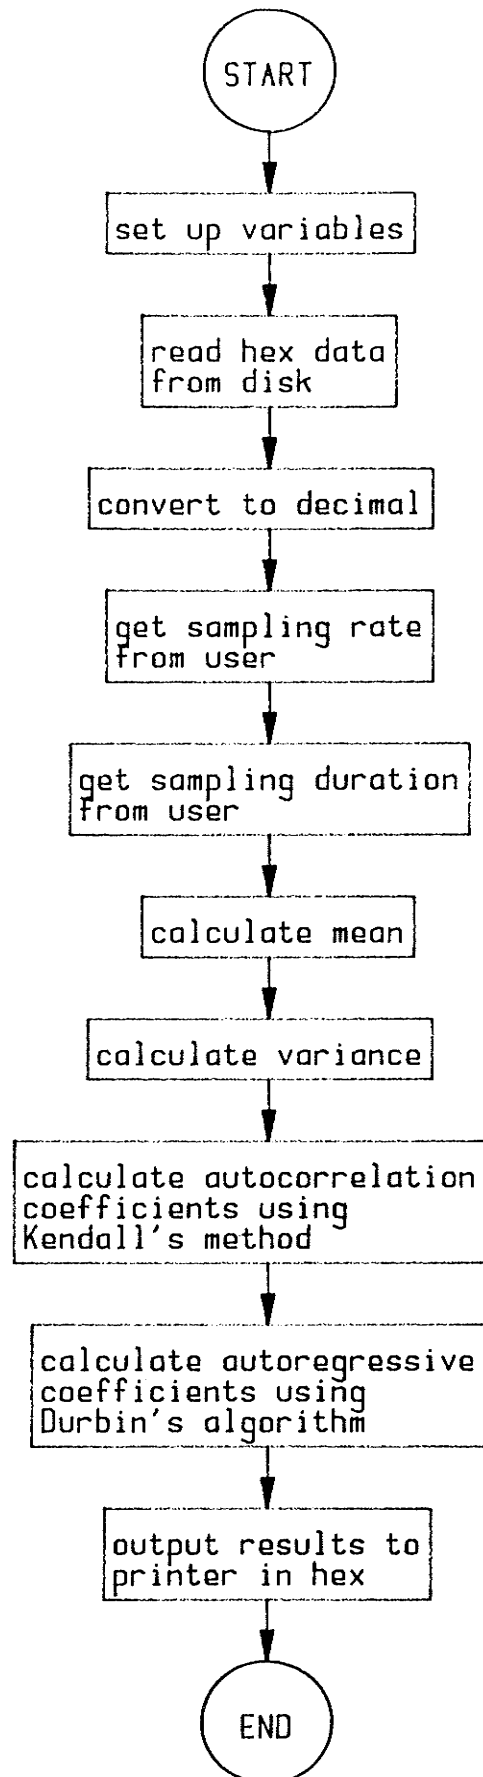 START
set up variables
read hex data
from disk
convert to decimal
get sampling rate
from user
get sampling duration
from user
calculate mean
calculate variance
calculate autocorrelation
coefficients using
Kendall's method
calculate autoregressive
coefficients using
Durbin's algorithm
output results to
printer in hex
END